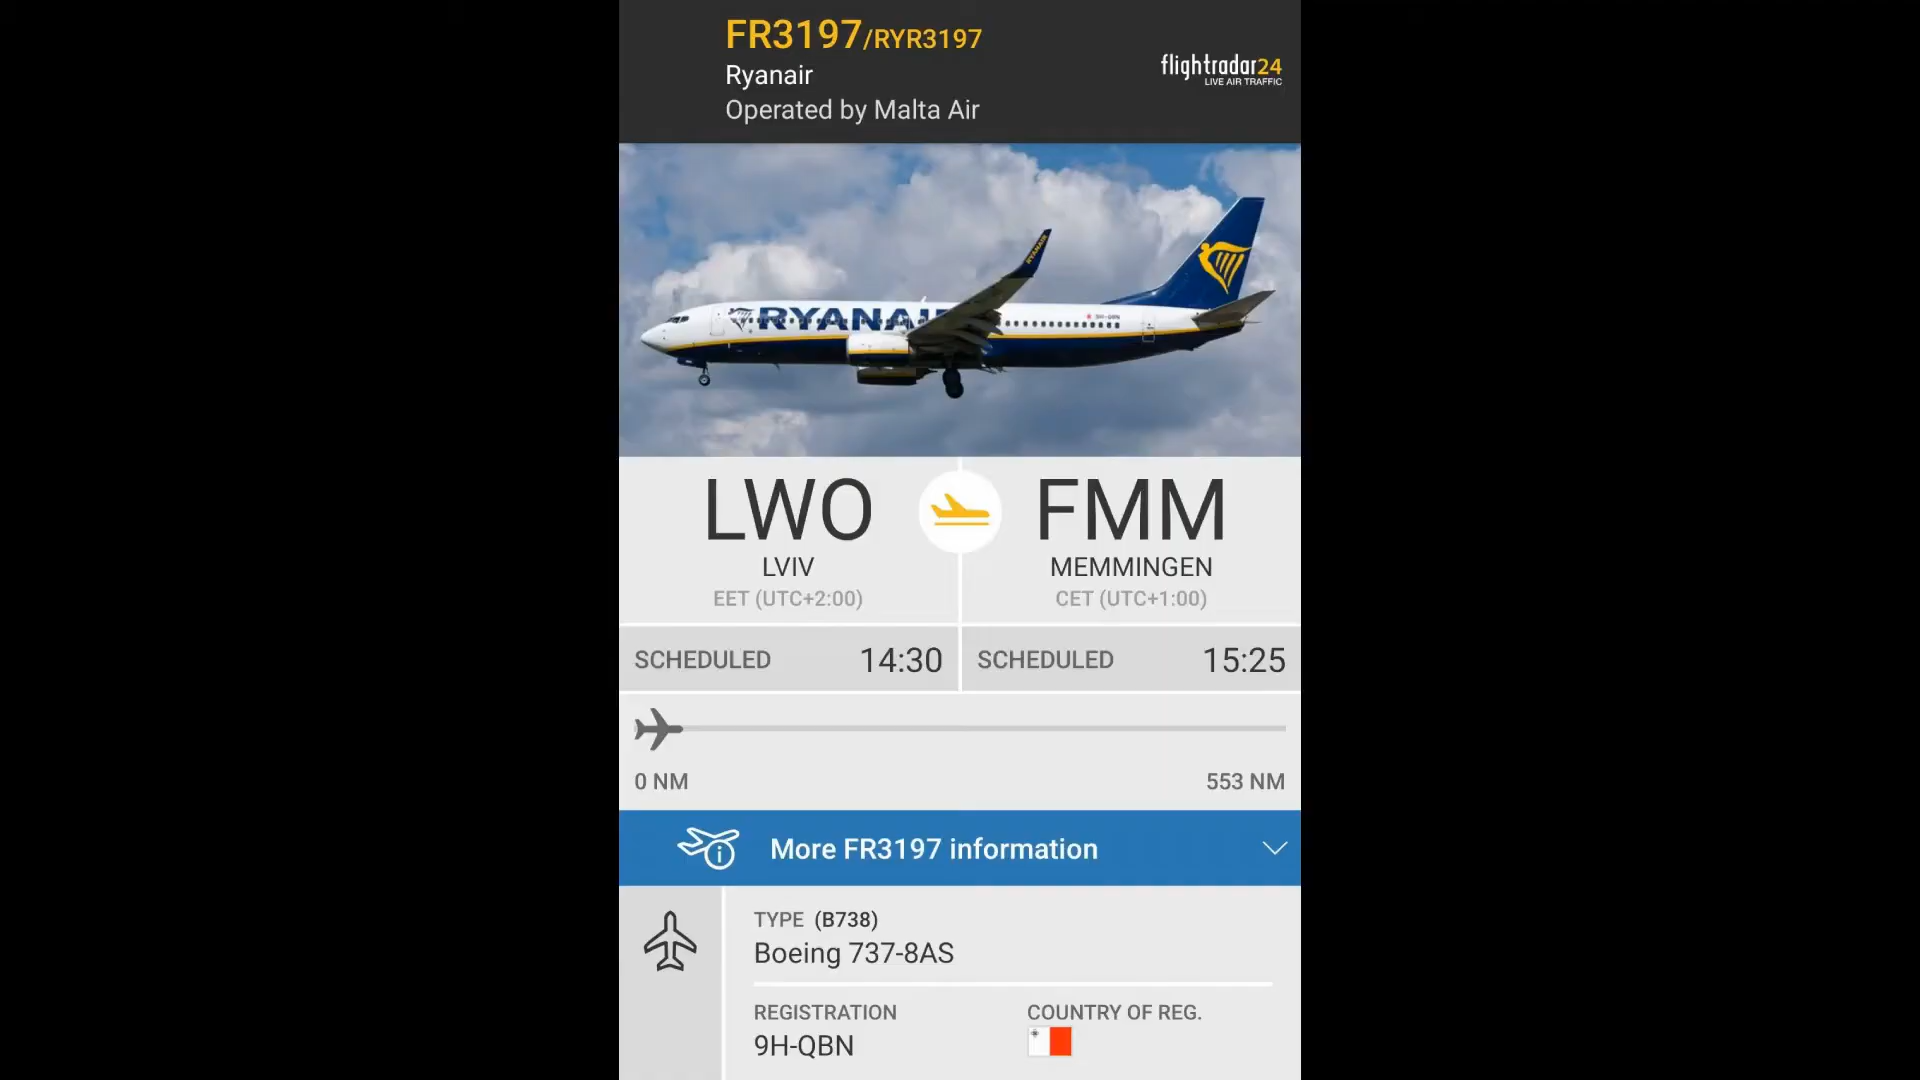 FR3197/RYR3197
Ryanair
Operated by Malta Air
flightradar24
LIVE AIR TRAFFIC
RYANAIR
RYANAI
LWO
LVIV
EET (UTC+2:00)
FMM
MEMMINGEN
CET (UTC+1:00)
SCHEDULED 14:30
SCHEDULED 15:25
0 NM
553 NM
More FR3197 information
TYPE (B738)
Boeing 737-8AS
REGISTRATION
9H-QBN
COUNTRY OF REG.